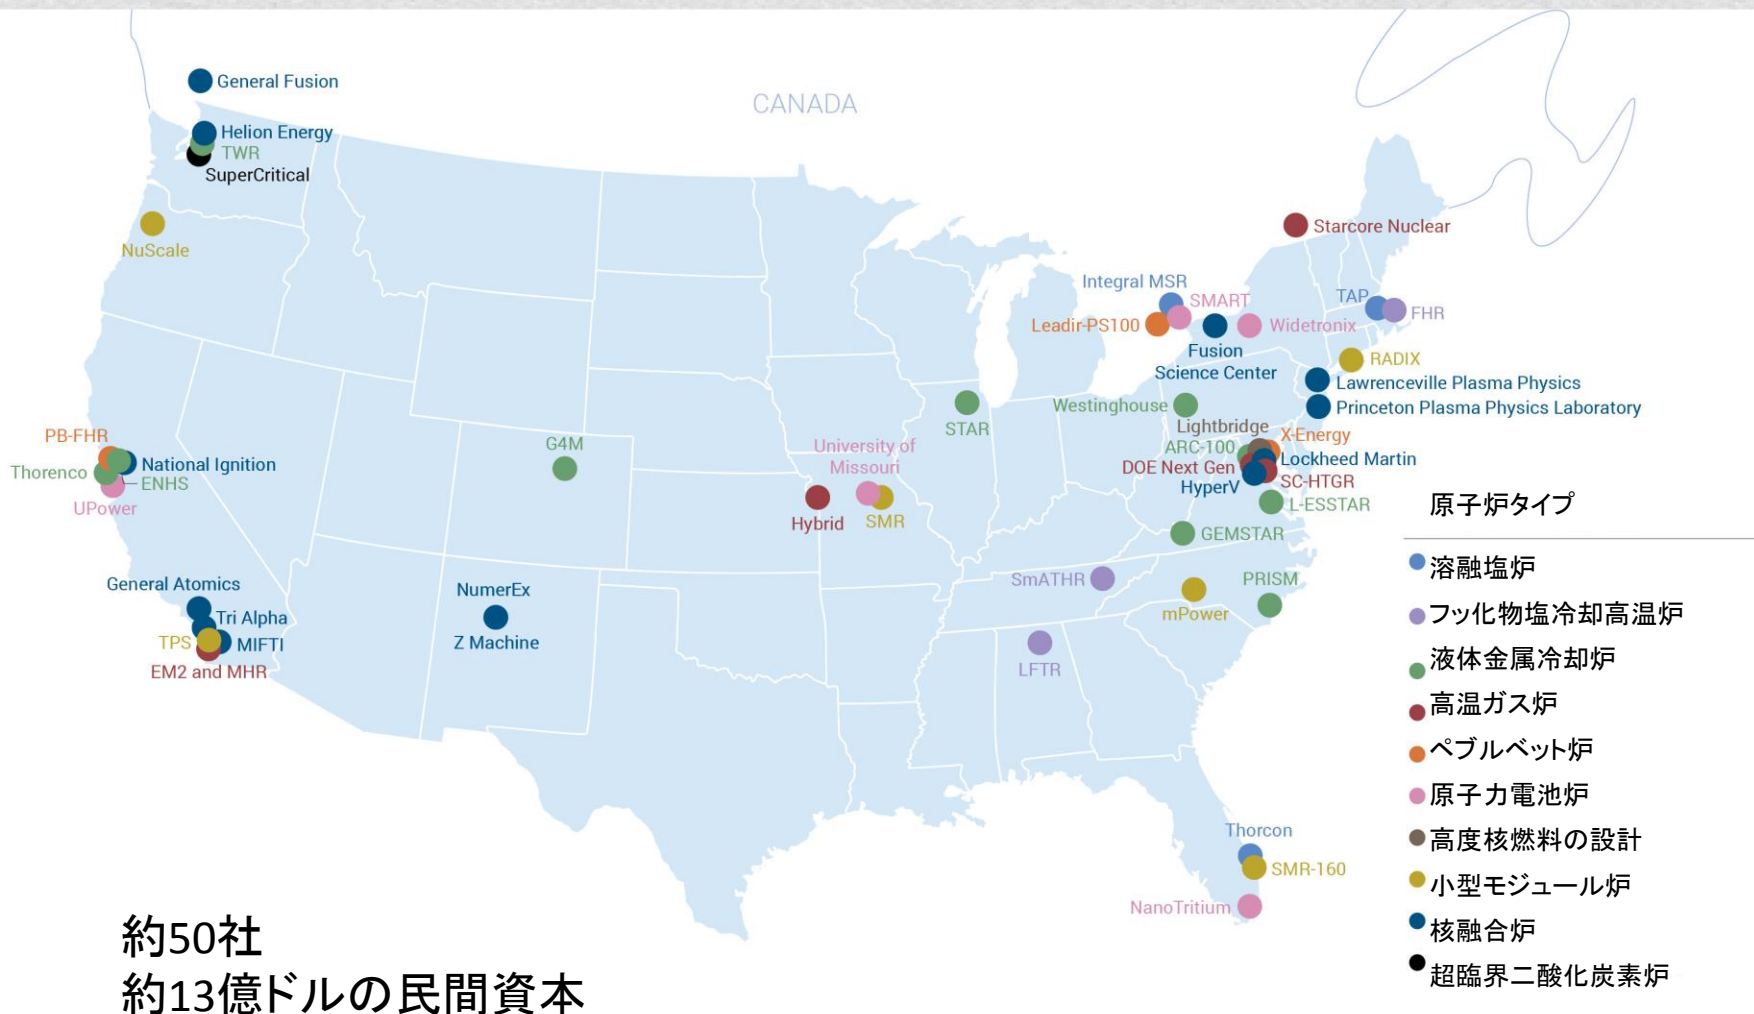 CANADA
General Fusion
Helion Energy
TWR
SuperCritical
NuScale
Starcore Nuclear
Integral MSR
SMART
Leadir-PS100
Widetronix
Fusion
Science Center
TAP
FHR
RADIX
Lawrenceville Plasma Physics
Princeton Plasma Physics Laboratory
Westinghouse
STAR
Lightbridge
X-Energy
ARC-100
Lockheed Martin
DOE Next Gen
SC-HTGR
HyperV
L-ESSTAR
GEMSTAR
PB-FHR
National Ignition
Thorenco
ENHS
UPower
G4M
University of
Missouri
Hybrid
SMR
General Atomics
Tri Alpha
TPS
MIFTI
EM2 and MHR
NumerEx
Z Machine
SmATHR
PRISM
mPower
LFTR
Thorcon
SMR-160
NanoTritium
原子炉タイプ
溶融塩炉
フッ化物塩冷却高温炉
液体金属冷却炉
高温ガス炉
ペブルベット炉
原子力電池炉
高度核燃料の設計
小型モジュール炉
核融合炉
超臨界二酸化炭素炉
約50社
約13億ドルの民間資本